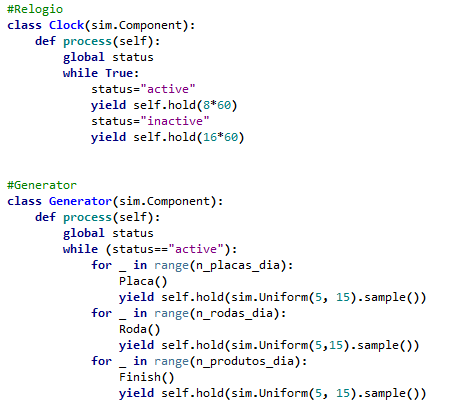 #Relogio
class Clock(sim.Component):
    def process(self):
        global status
        while True:
            status="active"
            yield self.hold(8*60)
            status="inactive"
            yield self.hold(16*60)

#Generator
class Generator(sim.Component):
    def process(self):
        global status
        while (status=="active"):
            for _ in range(n_placas_dia):
                Placa()
                yield self.hold(sim.Uniform(5, 15).sample())
            for _ in range(n_rodas_dia):
                Roda()
                yield self.hold(sim.Uniform(5,15).sample())
            for _ in range(n_produtos_dia):
                Finish()
                yield self.hold(sim.Uniform(5, 15).sample())